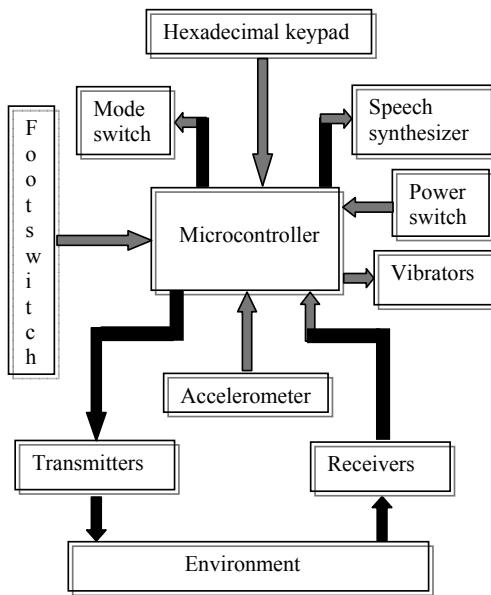 Hexadecimal keypad
Mode
switch
Speech
synthesizer
F
o
o
t
s
w
i
t
c
h
Power
switch
Microcontroller
Vibrators
Accelerometer
Transmitters
Receivers
Environment